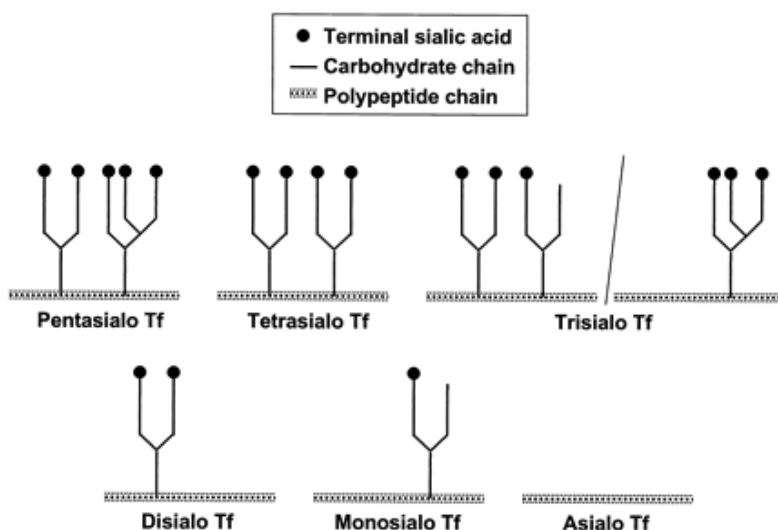 Terminal sialic acid
Carbohydrate chain
Polypeptide chain
Pentasialo Tf
Tetrasialo Tf
Trisialo Tf
Disialo Tf
Monosialo Tf
Asialo Tf